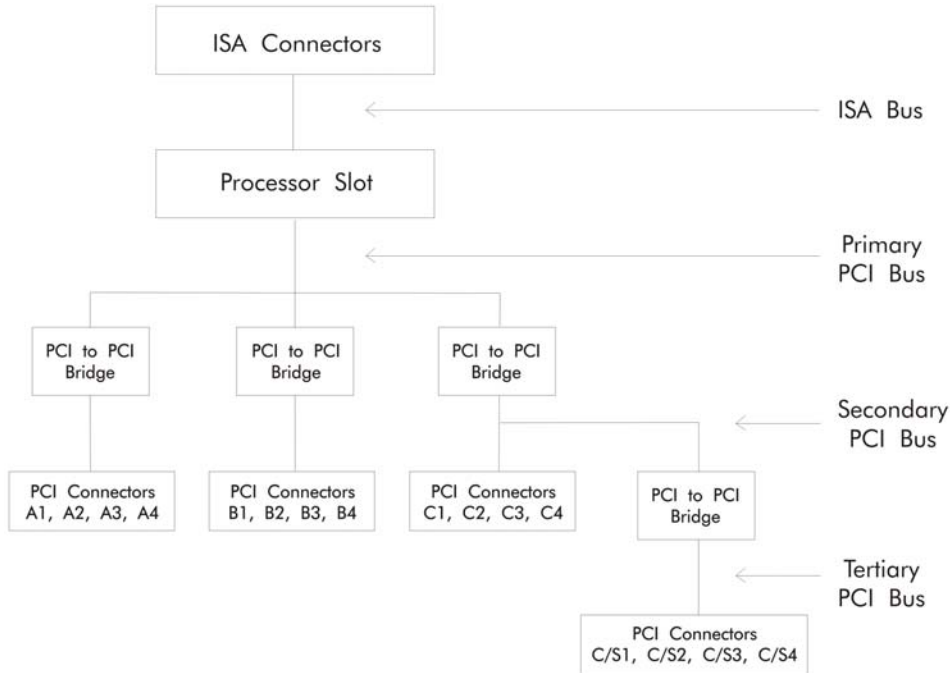 ISA Connectors
ISA Bus
Processor Slot
Primary
PCI Bus
PCI to PCI
Bridge
PCI to PCI
Bridge
PCI to PCI
Bridge
Secondary
PCI Bus
PCI Connectors
A1, A2, A3, A4
PCI Connectors
B1, B2, B3, B4
PCI Connectors
C1, C2, C3, C4
PCI to PCI
Bridge
Tertiary
PCI Bus
PCI Connectors
C/S1, C/S2, C/S3, C/S4